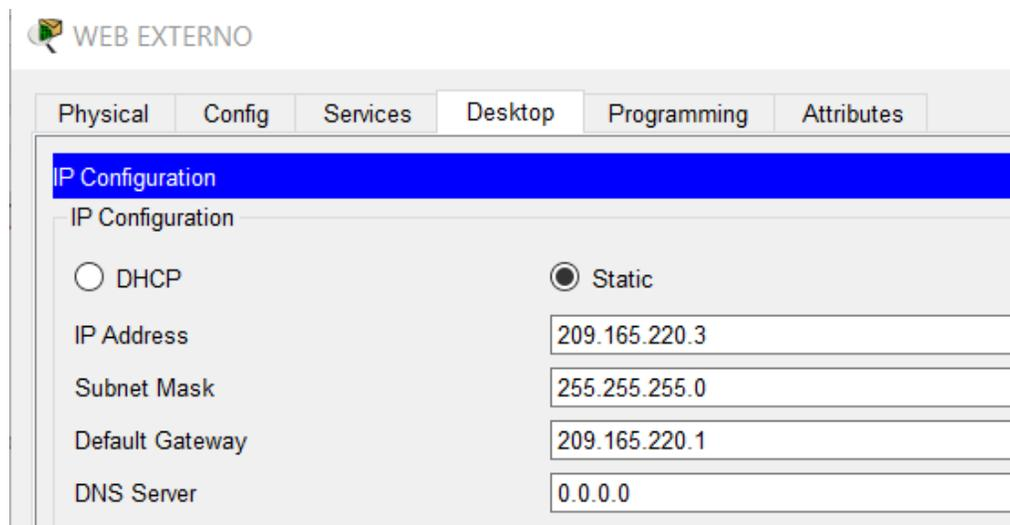 WEB EXTERNO
Physical Config Services Desktop Programming Attributes
IP Configuration
IP Configuration
DHCP Static
IP Address 209.165.220.3
Subnet Mask 255.255.255.0
Default Gateway 209.165.220.1
DNS Server 0.0.0.0